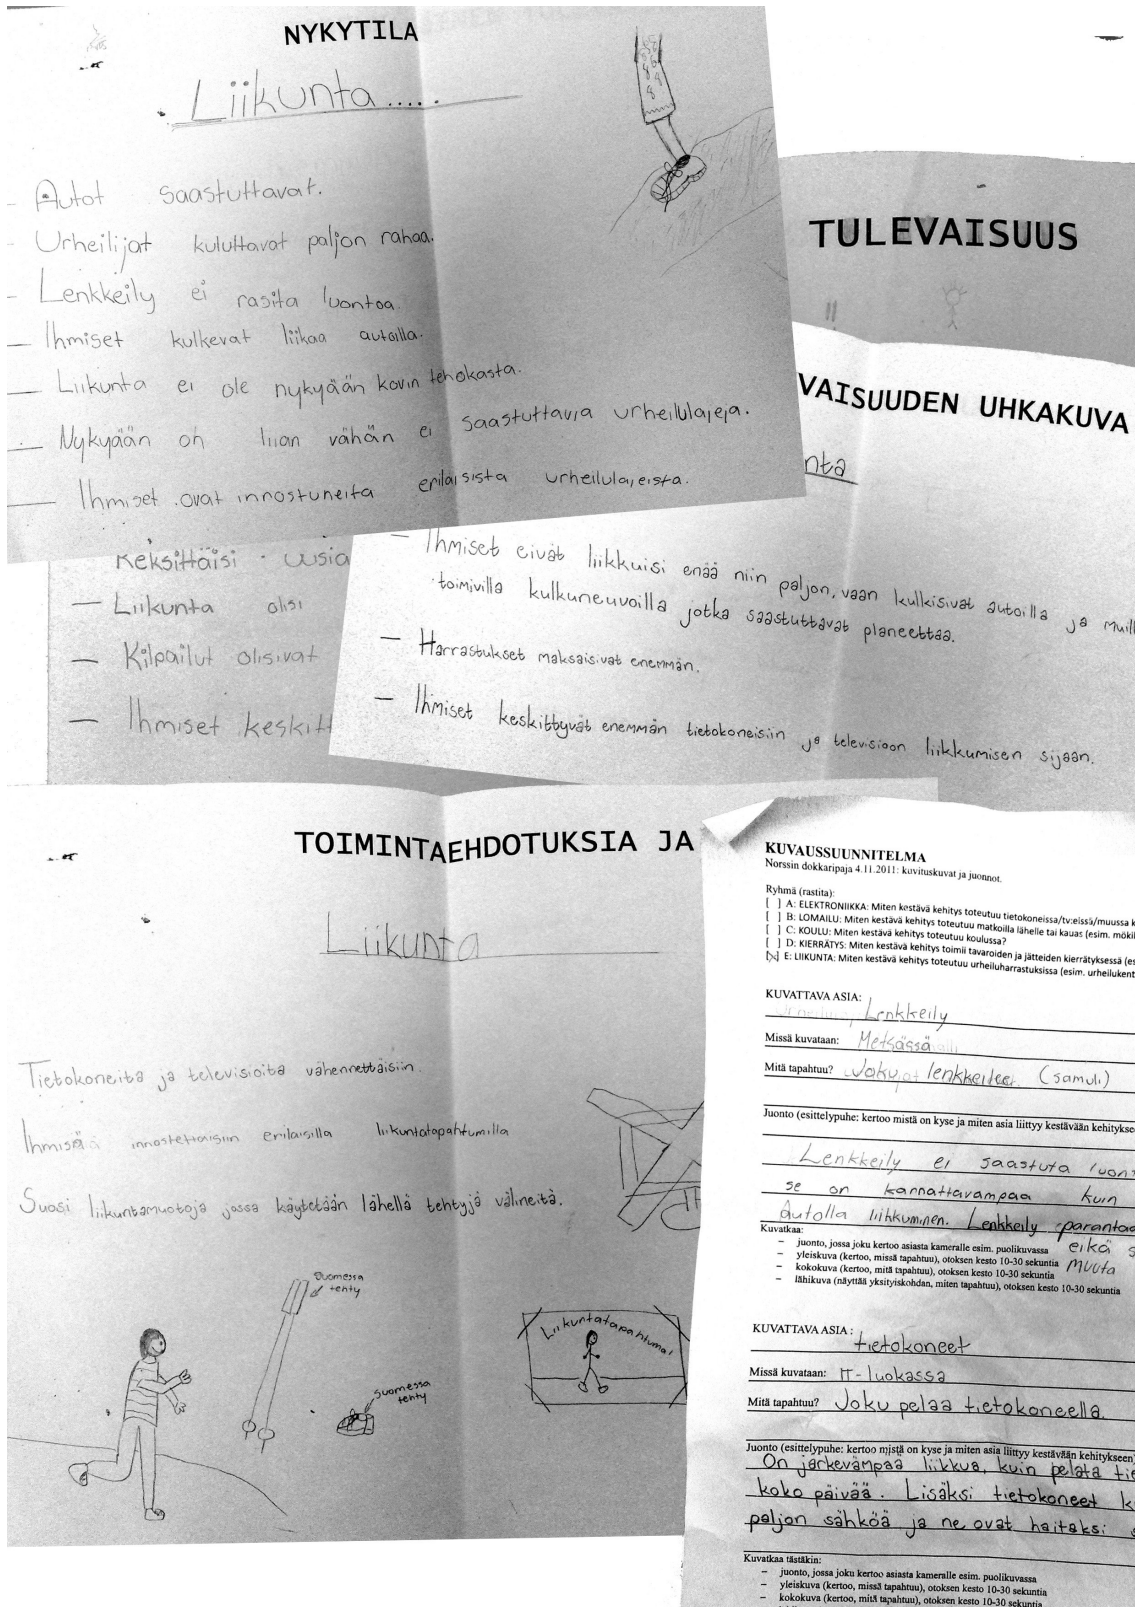 NYKYTILA
Liikunta.....
- Autot saastuttavat.
- Urheilijat kuluttavat paljon rahaa.
- Lenkkeily ei rasita luontoa.
- Ihmiset kulkevat liikaa autoilla.
- Liikunta ei ole nykyään kovin tehokasta.
- Nykyään on liian vähän ei saastuttavia urheilulajeja.
- Ihmiset ovat innostuneita erilaisista urheilulajeista.
TULEVAISUUS
!!
VAISUUDEN UHKAKUVA
nta
- Ihmiset eivät liikkuisi enää niin paljon, vaan kulkisivat autoilla ja muill
toimivilla kulkuneuvoilla jotka saastuttavat planeettaa.
- Harrastukset maksaisivat enemmän.
- Ihmiset keskittyvät enemmän tietokoneisiin ja televisioon liikkumisen sijaan.
Keksittäisi uusia
- Liikunta olisi
- Kilpailut olisivat
- Ihmiset keskitt
TOIMINTAEHDOTUKSIA JA
Liikunta
Tietokoneita ja televisioita vähennettäisiin.
Ihmisiä innostettaisiin erilaisilla liikuntatapahtumilla
Suosi liikuntamuotoja jossa käytetään lähellä tehtyjä välineitä.
Suomessa
tehty
Suomessa
tehty
Liikuntatapahtuma!
KUVAUSSUUNNITELMA
Norssin dokkaripaja 4.11.2011: kuvituskuvat ja juonnot.
Ryhmä (rastita):
[ ] A: ELEKTRONIIKKA: Miten kestävä kehitys toteutuu tietokoneissa/tv:eissä/muussa k
[ ] B: LOMAILU: Miten kestävä kehitys toteutuu matkoilla lähelle tai kauas (esim. mökil
[ ] C: KOULU: Miten kestävä kehitys toteutuu koulussa?
[ ] D: KIERRÄTYS: Miten kestävä kehitys toimii tavaroiden ja jätteiden kierrätyksessä (es
[x] E: LIIKUNTA: Miten kestävä kehitys toteutuu urheiluharrastuksissa (esim. urheilukent
KUVATTAVA ASIA: Lenkkeily
Missä kuvataan: Metsässä
Mitä tapahtuu? Joku lenkkeilee. (Samuli)
Juonto (esittelypuhe: kertoo mistä on kyse ja miten asia liittyy kestävään kehitykse
Lenkkeily ei saastuta luon
se on kannattavampaa kuin
autolla liihkuminen. Lenkkeily parantaa
eikä s
muuta
Kuvatkaa:
- juonto, jossa joku kertoo asiasta kameralle esim. puolikuvassa
- yleiskuva (kertoo, missä tapahtuu), otoksen kesto 10-30 sekuntia
- kokokuva (kertoo, mitä tapahtuu), otoksen kesto 10-30 sekuntia
- lähikuva (näyttää yksityiskohdan, miten tapahtuu), otoksen kesto 10-30 sekuntia
KUVATTAVA ASIA: tietokoneet
Missä kuvataan: IT-luokassa
Mitä tapahtuu? Joku pelaa tietokoneella.
Juonto (esittelypuhe: kertoo mistä on kyse ja miten asia liittyy kestävään kehitykseen)
On järkevämpää liikkua, kuin pelata tie
koko päivää. Lisäksi tietokoneet k
paljon sähköä ja ne ovat haitaksi
Kuvatkaa tästäkin:
- juonto, jossa joku kertoo asiasta kameralle esim. puolikuvassa
- yleiskuva (kertoo, missä tapahtuu), otoksen kesto 10-30 sekuntia
- kokokuva (kertoo, mitä tapahtuu), otoksen kesto 10-30 sekuntia